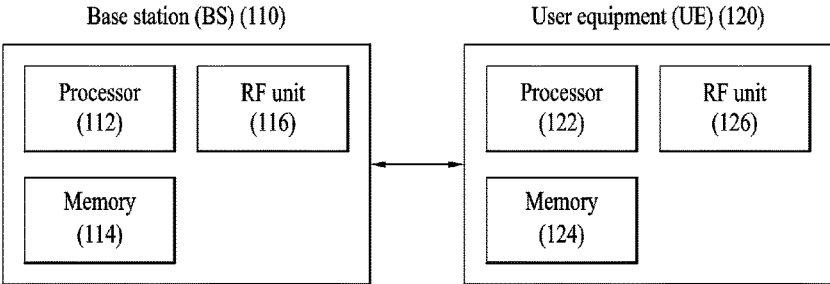 Base station (BS) (110)
Processor
(112)
RF unit
(116)
Memory
(114)
User equipment (UE) (120)
Processor
(122)
RF unit
(126)
Memory
(124)